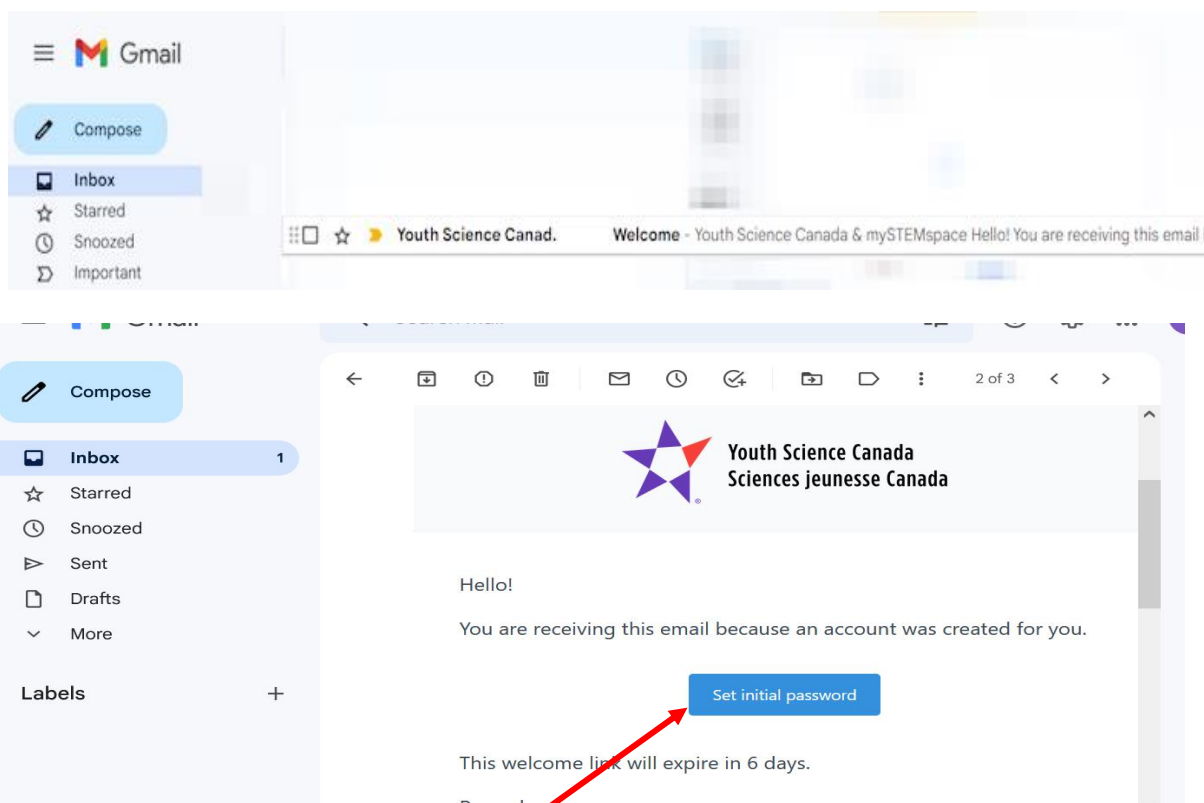 Gmail
Compose
Inbox
Starred
Snoozed
Important
Youth Science Canad. Welcome - Youth Science Canada & mySTEMspace Hello! You are receiving this email
Compose
2 of 3
Inbox 1
Starred
Snoozed
Sent
Drafts
More
Labels
Youth Science Canada
Sciences jeunesse Canada
Hello!
You are receiving this email because an account was created for you.
Set initial password
This welcome link will expire in 6 days.